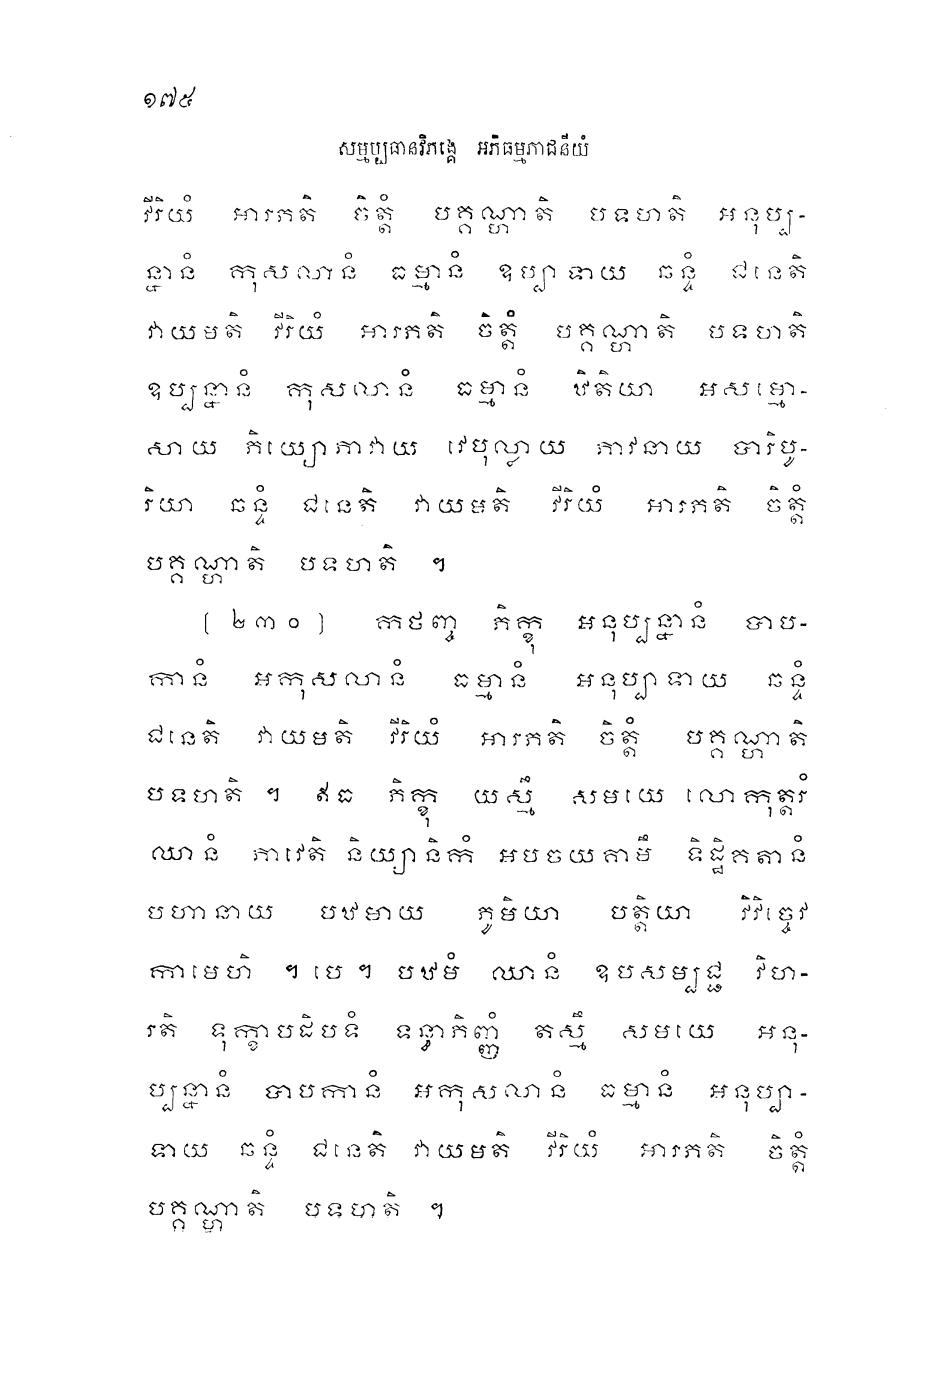 ១៧៥
សម្មប្បធានវិភង្គេ អភិធម្មភាជនីយំ
វីរិយំ អារភតិ ចិត្តំ បគ្គណ្ហាតិ បទហតិ អនុប្ប-
ន្នានំ កុសលានំ ធម្មានំ ឧប្បាទាយ ឆន្ទំ ជនេតិ
វាយមតិ វីរិយំ អារភតិ ចិត្តំ បគ្គណ្ហាតិ បទហតិ
ឧប្បន្នានំ កុសលានំ ធម្មានំ ឋិតិយា អសម្មោ-
សាយ ភិយ្យោភាវាយ វេបុល្លាយ ភាវនាយ បារិបូ-
រិយា ឆន្ទំ ជនេតិ វាយមតិ វីរិយំ អារភតិ ចិត្តំ
បគ្គណ្ហាតិ បទហតិ ។
[ ២៣០ ] កថញ្ច ភិក្ខុ អនុប្បន្នានំ បាប-
កានំ អកុសលានំ ធម្មានំ អនុប្បាទាយ ឆន្ទំ
ជនេតិ វាយមតិ វីរិយំ អារភតិ ចិត្តំ បគ្គណ្ហាតិ
បទហតិ ។ ឥធ ភិក្ខុ យស្មឹ សមយេ លោកុត្តរំ
ឈានំ ភាវេតិ និយ្យានិកំ អបចយគាមឹ ទិដ្ឋិគតានំ
បហានាយ បឋមាយ ភូមិយា បត្តិយា វិវិច្ចេវ
កាមេហិ ។ បេ ។ បឋមំ ឈានំ ឧបសម្បជ្ជ វិហ-
រតិ ទុក្ខាបដិបទំ ទន្ធាភិញ្ញំ តស្មឹ សមយេ អនុ-
ប្បន្នានំ បាបកានំ អកុសលានំ ធម្មានំ អនុប្បា-
ទាយ ឆន្ទំ ជនេតិ វាយមតិ វីរិយំ អារភតិ ចិត្តំ
បគ្គណ្ហាតិ បទហតិ ។